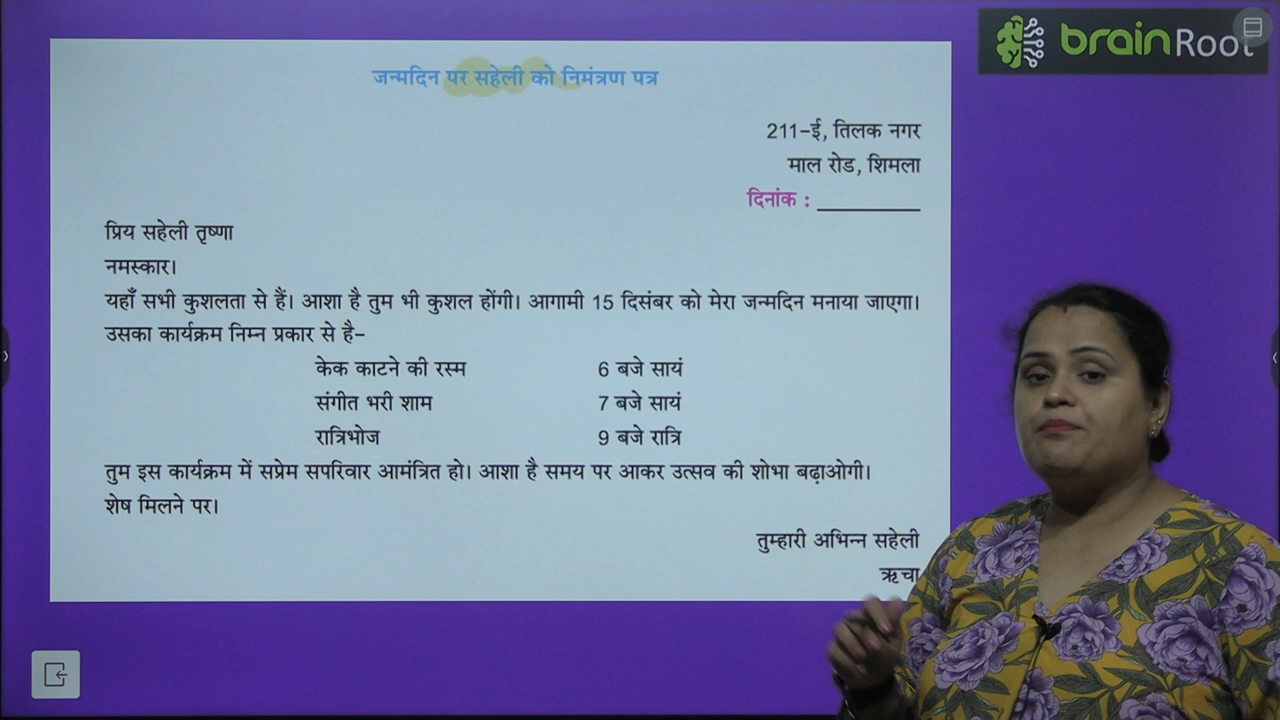 brainRoot
जन्मदिन पर सहेली को निमंत्रण पत्र
211-ई, तिलक नगर
माल रोड, शिमला
दिनांक : ____________
प्रिय सहेली तृष्णा
नमस्कार।
यहाँ सभी कुशलता से हैं। आशा है तुम भी कुशल होंगी। आगामी 15 दिसंबर को मेरा जन्मदिन मनाया जाएगा।
उसका कार्यक्रम निम्न प्रकार से है-
केक काटने की रस्म 6 बजे सायं
संगीत भरी शाम 7 बजे सायं
रात्रिभोज 9 बजे रात्रि
तुम इस कार्यक्रम में सप्रेम सपरिवार आमंत्रित हो। आशा है समय पर आकर उत्सव की शोभा बढ़ाओगी।
शेष मिलने पर।
तुम्हारी अभिन्न सहेली
ऋचा